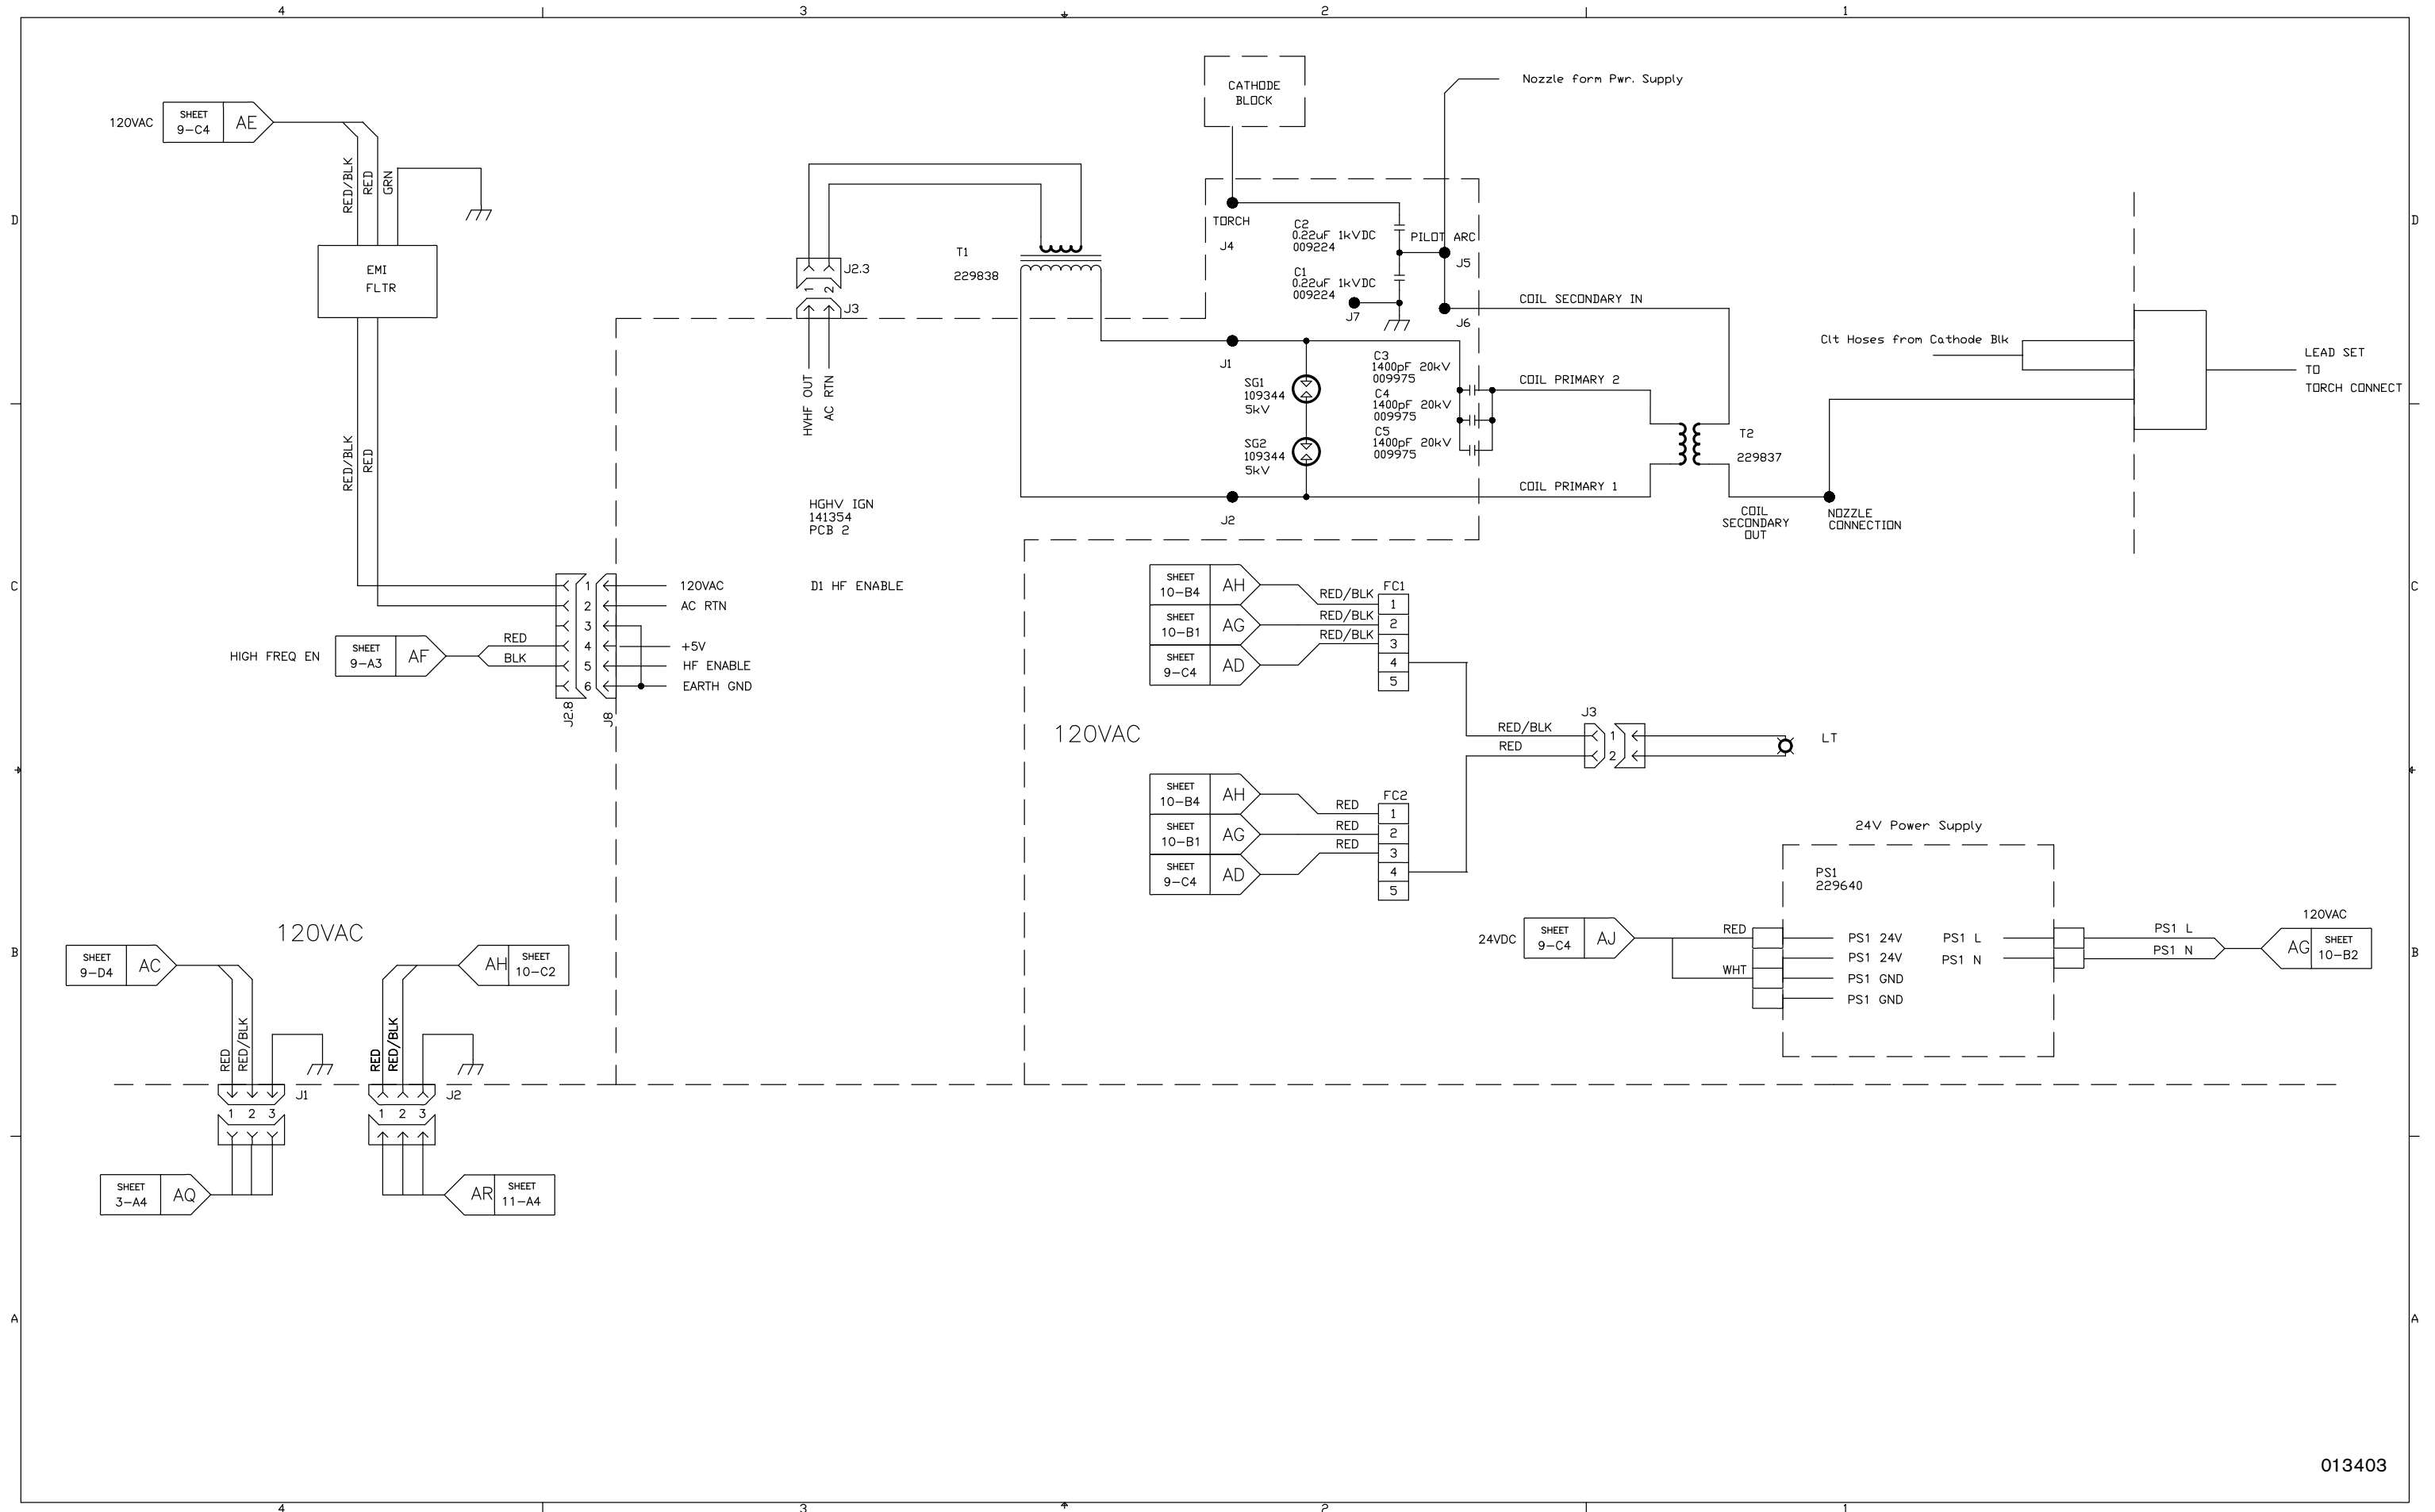 4
3
2
1
CATHODE
BLOCK
Nozzle form Pwr. Supply
120VAC
SHEET
9-C4
AE
RED/BLK
RED
GRN
D
D
TORCH
J4
C2
0.22uF 1kVDC
009224
PILOT ARC
J5
EMI
FLTR
J2.3
1
2
J3
T1
229838
C1
0.22uF 1kVDC
009224
J7
J6
COIL SECONDARY IN
Clt Hoses from Cathode Blk
LEAD SET
TO
TORCH CONNECT
HVHF OUT
AC RTN
J1
SG1
109344
5kV
C3
1400pF 20kV
009975
C4
1400pF 20kV
009975
C5
1400pF 20kV
009975
COIL PRIMARY 2
RED/BLK
RED
SG2
109344
5kV
T2
229837
COIL PRIMARY 1
HGHV IGN
141354
PCB 2
J2
COIL
SECONDARY
OUT
NOZZLE
CONNECTION
C
C
1
2
3
4
5
6
120VAC
AC RTN
+5V
HF ENABLE
EARTH GND
D1 HF ENABLE
HIGH FREQ EN
SHEET
9-A3
AF
RED
BLK
J2.8
J8
SHEET
10-B4
AH
RED/BLK
FC1
1
SHEET
10-B1
AG
RED/BLK
2
SHEET
9-C4
AD
RED/BLK
3
4
5
120VAC
RED/BLK
RED
J3
1
2
LT
SHEET
10-B4
AH
RED
FC2
1
SHEET
10-B1
AG
RED
2
SHEET
9-C4
AD
RED
3
4
5
24V Power Supply
PS1
229640
B
B
120VAC
SHEET
9-D4
AC
AH
SHEET
10-C2
24VDC
SHEET
9-C4
AJ
RED
WHT
PS1 24V
PS1 24V
PS1 GND
PS1 GND
PS1 L
PS1 N
PS1 L
PS1 N
120VAC
AG
SHEET
10-B2
RED
RED/BLK
RED
RED/BLK
J1
1 2 3
J2
1 2 3
SHEET
3-A4
AQ
AR
SHEET
11-A4
A
A
013403
4
3
2
1